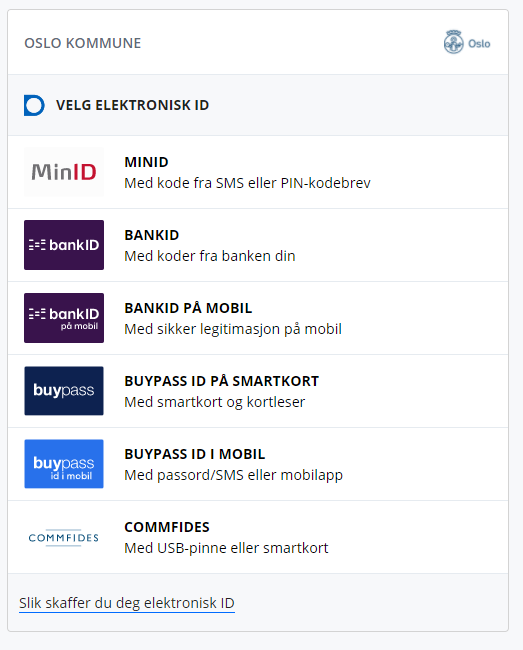 OSLO KOMMUNE
Oslo
VELG ELEKTRONISK ID
MinID
MINID
Med kode fra SMS eller PIN-kodebrev
bankID
BANKID
Med koder fra banken din
bankID
på mobil
BANKID PÅ MOBIL
Med sikker legitimasjon på mobil
buypass
BUYPASS ID PÅ SMARTKORT
Med smartkort og kortleser
buypass
id i mobil
BUYPASS ID I MOBIL
Med passord/SMS eller mobilapp
COMMFIDES
COMMFIDES
Med USB-pinne eller smartkort
Slik skaffer du deg elektronisk ID